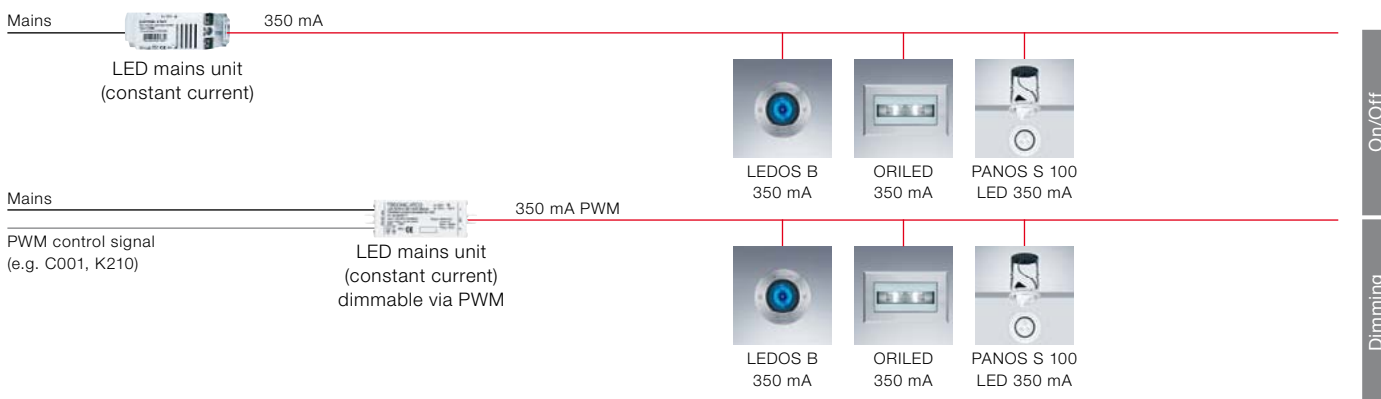 Mains
350 mA
LED mains unit
(constant current)
LEDOS B
350 mA
ORILED
350 mA
PANOS S 100
LED 350 mA
On/Off
Mains
350 mA PWM
PWM control signal
(e.g. C001, K210)
LED mains unit
(constant current)
dimmable via PWM
LEDOS B
350 mA
ORILED
350 mA
PANOS S 100
LED 350 mA
Dimming